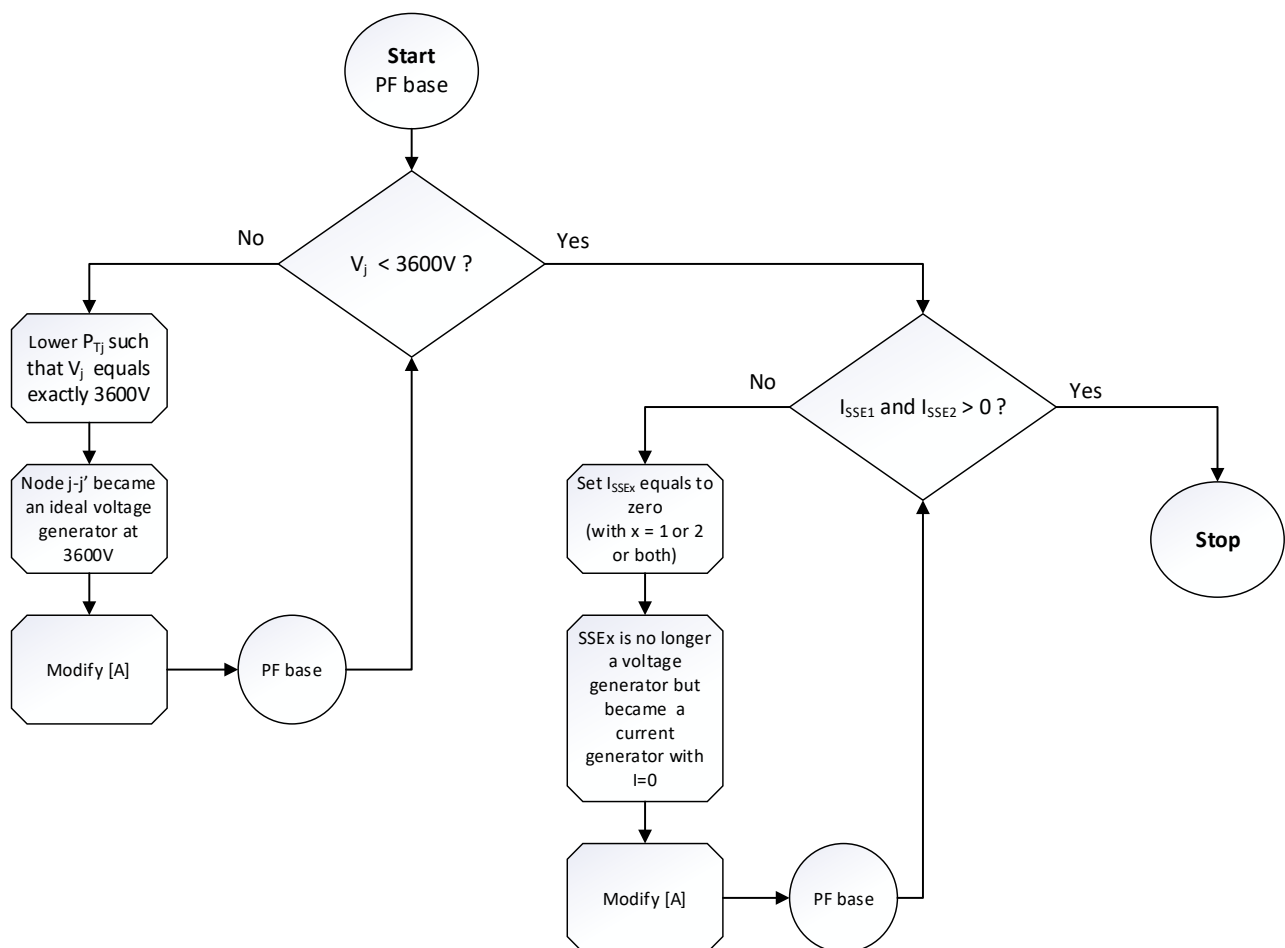 Start
PF base
V_j < 3600V ?
No
Yes
Lower P_Tj such
that V_j equals
exactly 3600V
Node j-j’ became
an ideal voltage
generator at
3600V
Modify [A]
PF base
I_SSE1 and I_SSE2 > 0 ?
No
Yes
Set I_SSEx equals to
zero
(with x = 1 or 2
or both)
SSEx is no longer
a voltage
generator but
became a
current
generator with
I=0
Modify [A]
PF base
Stop